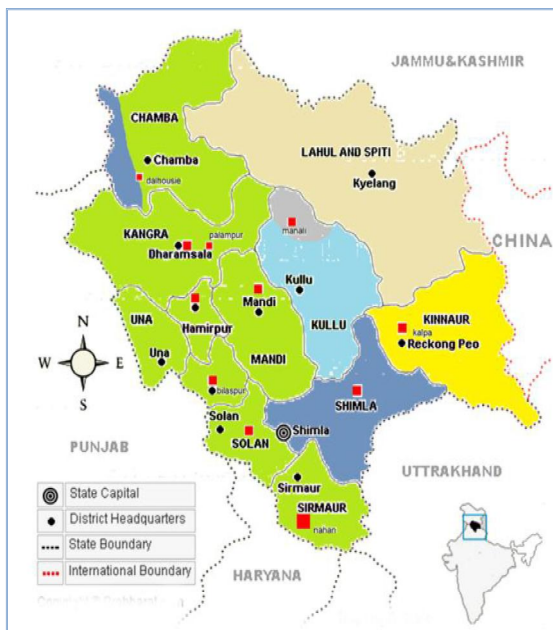 JAMMU&KASHMIR
CHAMBA
Chamba
dalhousie
LAHUL AND SPITI
Kyelang
KANGRA
palampur
Dharamsala
manali
CHINA
Kullu
Mandi
KULLU
KINNAUR
kalpa
Reckong Peo
UNA
Hamirpur
Una
MANDI
N
W
E
S
bilaspur
SHIMLA
Solan
SOLAN
Shimla
PUNJAB
UTTRAKHAND
Sirmaur
SIRMAUR
nahan
State Capital
District Headquarters
State Boundary
International Boundary
HARYANA